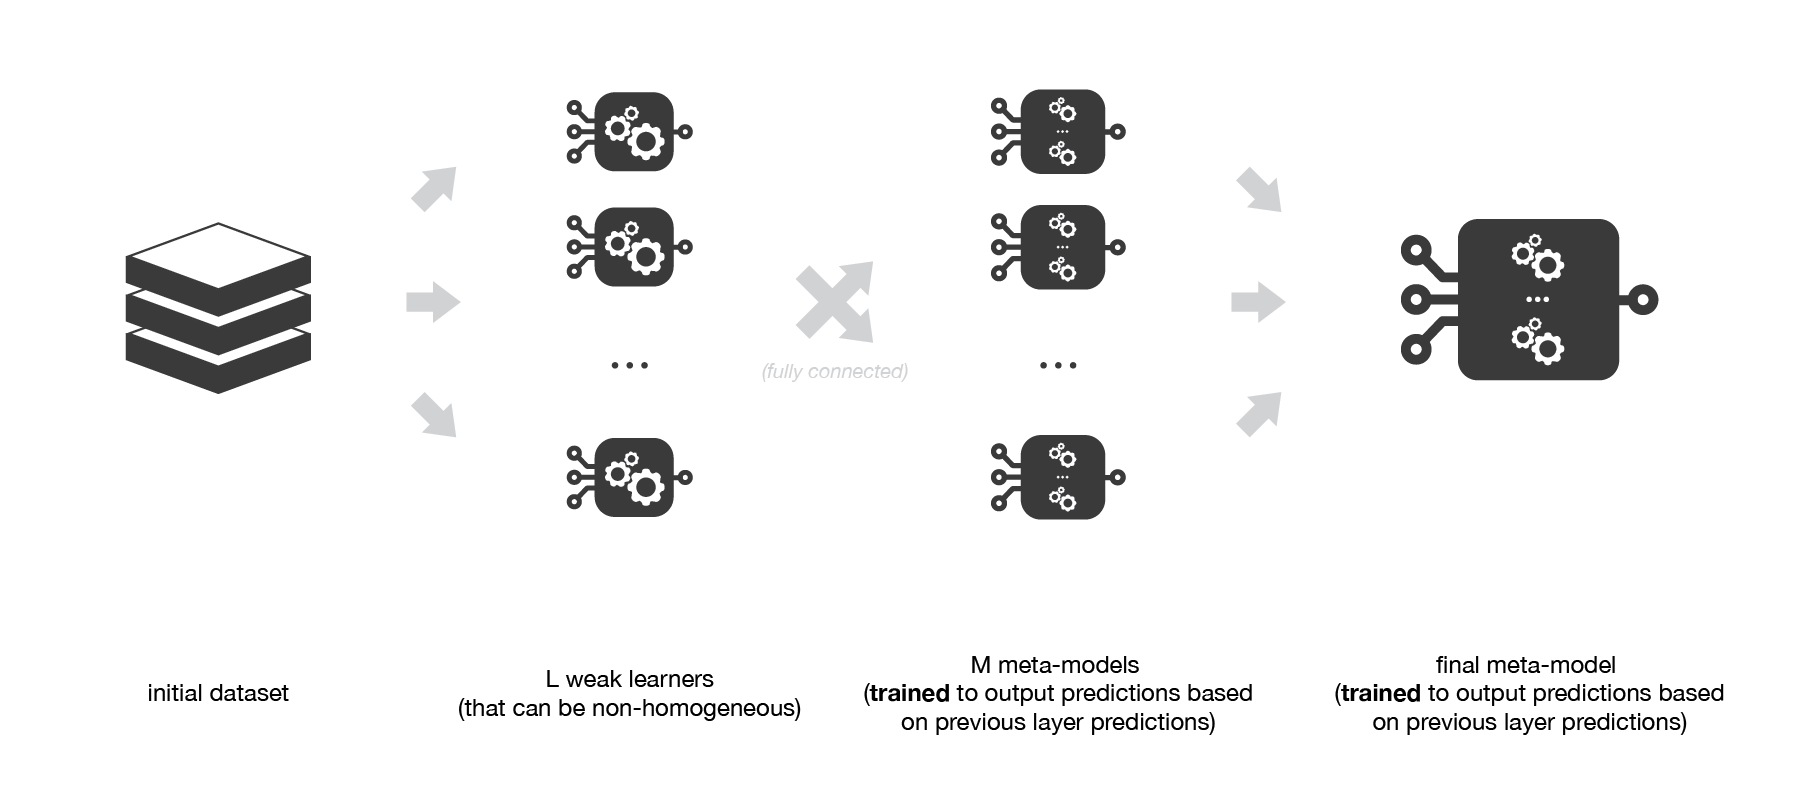 (fully connected)
initial dataset
L weak learners
(that can be non-homogeneous)
M meta-models
(trained to output predictions based
on previous layer predictions)
final meta-model
(trained to output predictions based
on previous layer predictions)